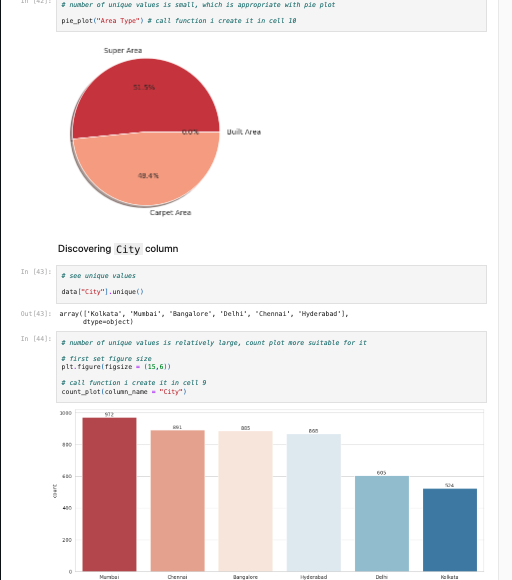 In [42]:
# number of unique values is small, which is appropriate with pie plot
pie_plot("Area Type") # call function i create it in cell 10
Super Area
51.5%
0.0%
Built Area
48.4%
Carpet Area
Discovering City column
In [43]:
# see unique values
data["City"].unique()
Out[43]:
array(['Kolkata', 'Mumbai', 'Bangalore', 'Delhi', 'Chennai', 'Hyderabad'],
dtype=object)
In [44]:
# number of unique values is relatively large, count plot more suitable for it
# first set figure size
plt.figure(figsize = (15,6))
# call function i create it in cell 9
count_plot(column_name = "City")
1000
800
600
400
200
0
count
972
891
885
868
605
524
Mumbai
Chennai
Bangalore
Hyderabad
Delhi
Kolkata